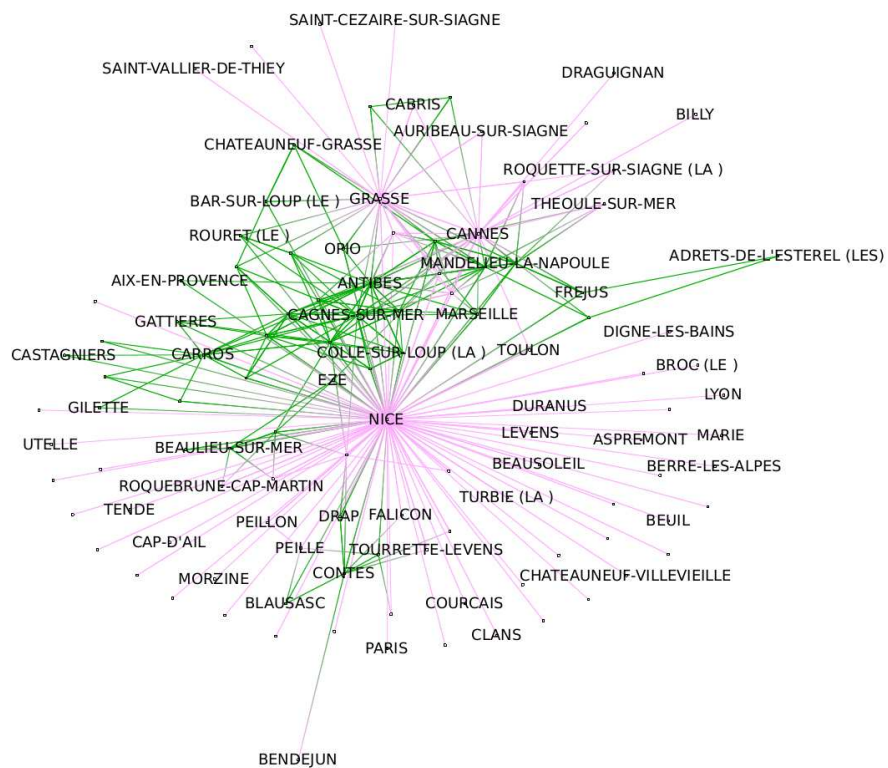 SAINT-CEZAIRE-SUR-SIAGNE
SAINT-VALLIER-DE-THIEY
DRAGUIGNAN
CABRIS
BILLY
AURIBEAU-SUR-SIAGNE
CHATEAUNEUF-GRASSE
ROQUETTE-SUR-SIAGNE (LA )
BAR-SUR-LOUP (LE )
GRASSE
THEOULE-SUR-MER
ROURET (LE )
CANNES
OPIO
ADRETS-DE-L'ESTEREL (LES)
MANDELIEU-LA-NAPOULE
AIX-EN-PROVENCE
ANTIBES
FREJUS
CAGNES-SUR-MER
MARSEILLE
GATTIERES
DIGNE-LES-BAINS
CASTAGNIERS
CARROS
COLLE-SUR-LOUP (LA )
TOULON
BROC (LE )
EZE
LYON
GILETTE
DURANUS
NICE
LEVENS
ASPREMONT
MARIE
UTELLE
BEAULIEU-SUR-MER
BEAUSOLEIL
BERRE-LES-ALPES
ROQUEBRUNE-CAP-MARTIN
TURBIE (LA )
TENDE
PEILLON
DRAP
FALICON
BEUIL
CAP-D'AIL
PEILLE
TOURRETTE-LEVENS
MORZINE
CONTES
CHATEAUNEUF-VILLEVIEILLE
BLAUSASC
COURCAIS
CLANS
PARIS
BENDEJUN